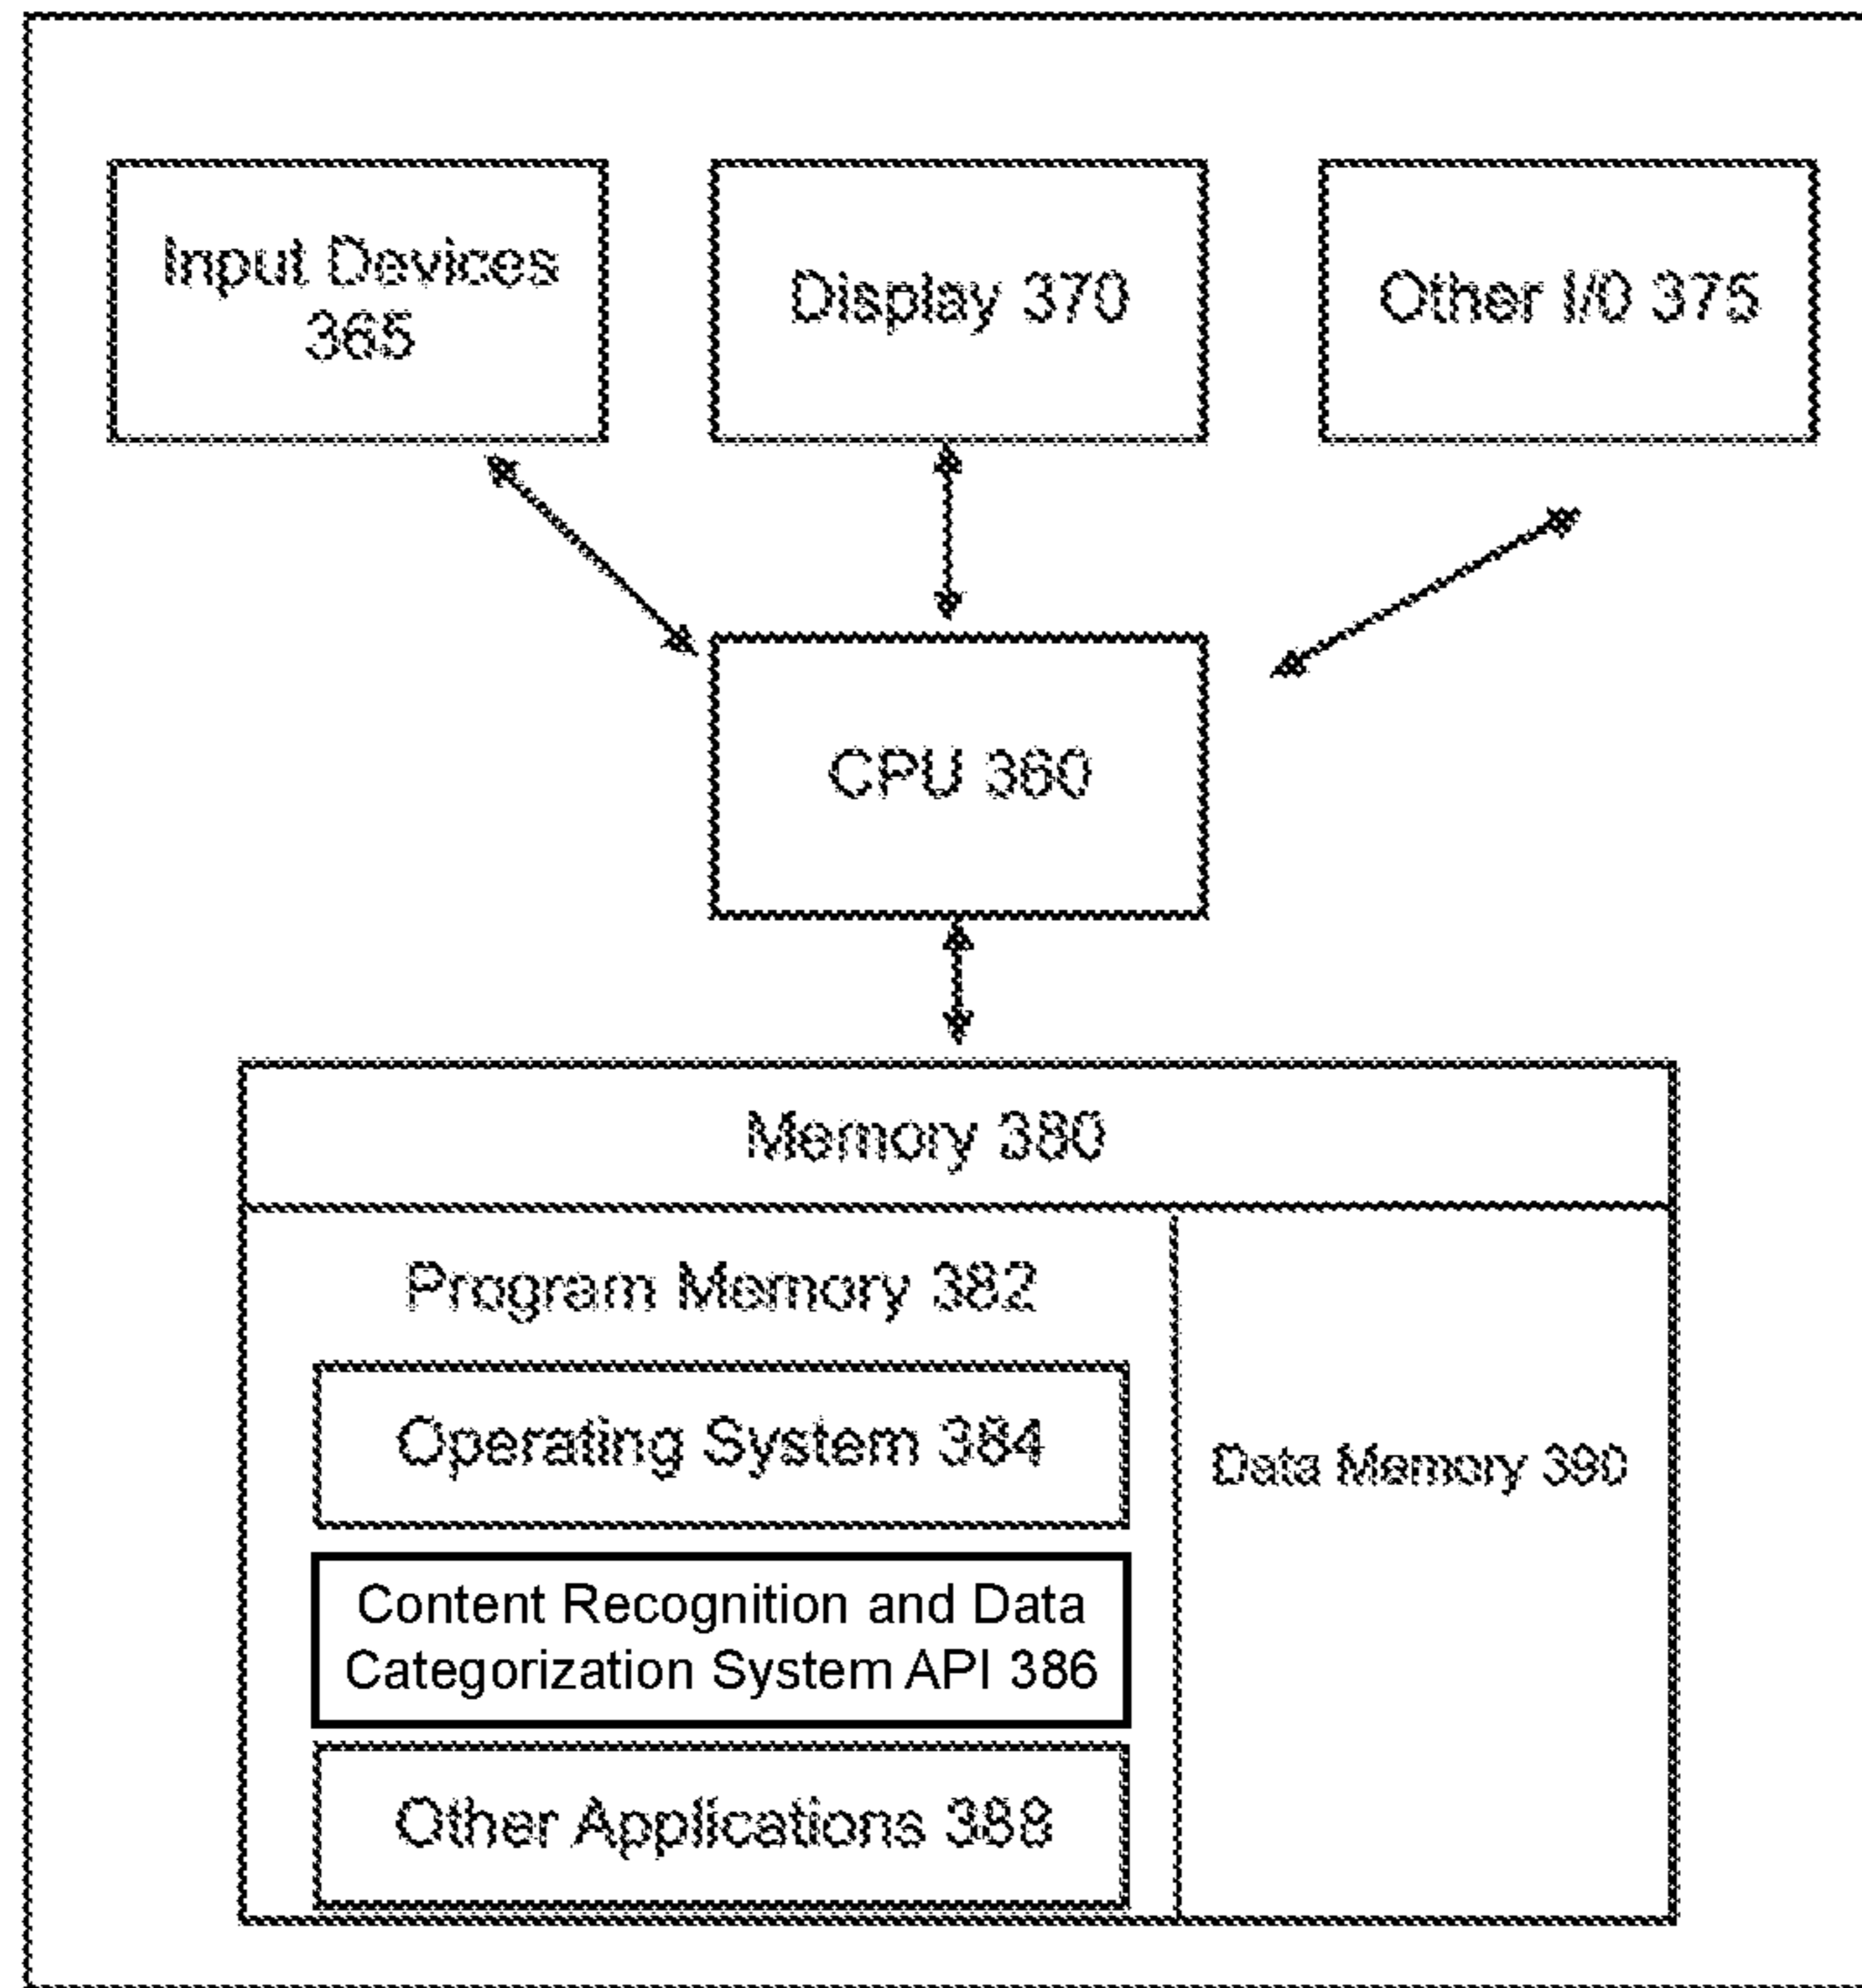 Input Devices
365
Display 370
Other I/0 375
CPU 360
Memory 380
Program Memory 382
Operating System 384
Data Memory 390
Content Recognition and Data
Categorization System API 386
Other Applications 388